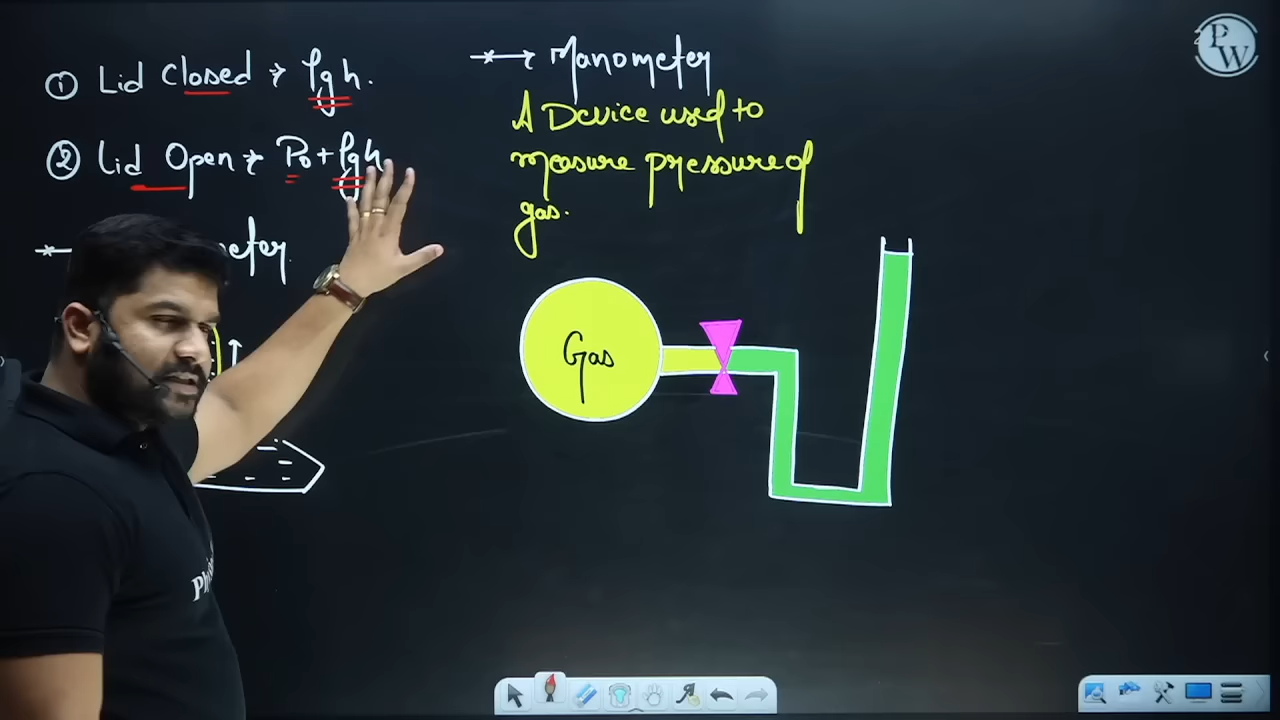 ① Lid Closed → ρgh.
② Lid Open → P₀ + ρgh
Manometer
A Device used to
measure pressure of
gas.
Gas
PW